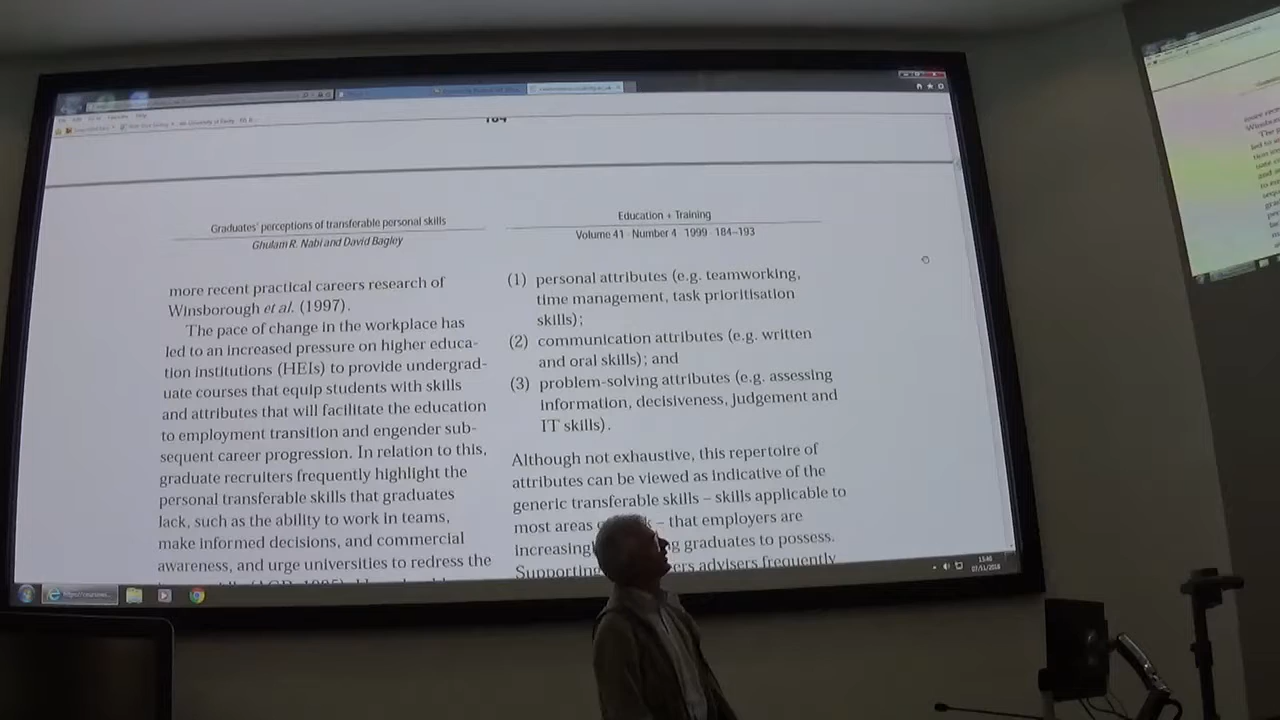 Graduates' perceptions of transferable personal skills
Ghulam R. Nabi and David Bagley
more recent practical careers research of
Winsborough et al. (1997).
The pace of change in the workplace has
led to an increased pressure on higher educa-
tion institutions (HEIs) to provide undergrad-
uate courses that equip students with skills
and attributes that will facilitate the education
to employment transition and engender sub-
sequent career progression. In relation to this,
graduate recruiters frequently highlight the
personal transferable skills that graduates
lack, such as the ability to work in teams,
make informed decisions, and commercial
awareness, and urge universities to redress the
Education + Training
Volume 41 · Number 4 · 1999 · 184–193
(1) personal attributes (e.g. teamworking,
time management, task prioritisation
skills);
(2) communication attributes (e.g. written
and oral skills); and
(3) problem-solving attributes (e.g. assessing
information, decisiveness, judgement and
IT skills).
Although not exhaustive, this repertoire of
attributes can be viewed as indicative of the
generic transferable skills – skills applicable to
most areas – that employers are
graduates to possess.
Supporting advisers frequently
15:46
07/11/2018